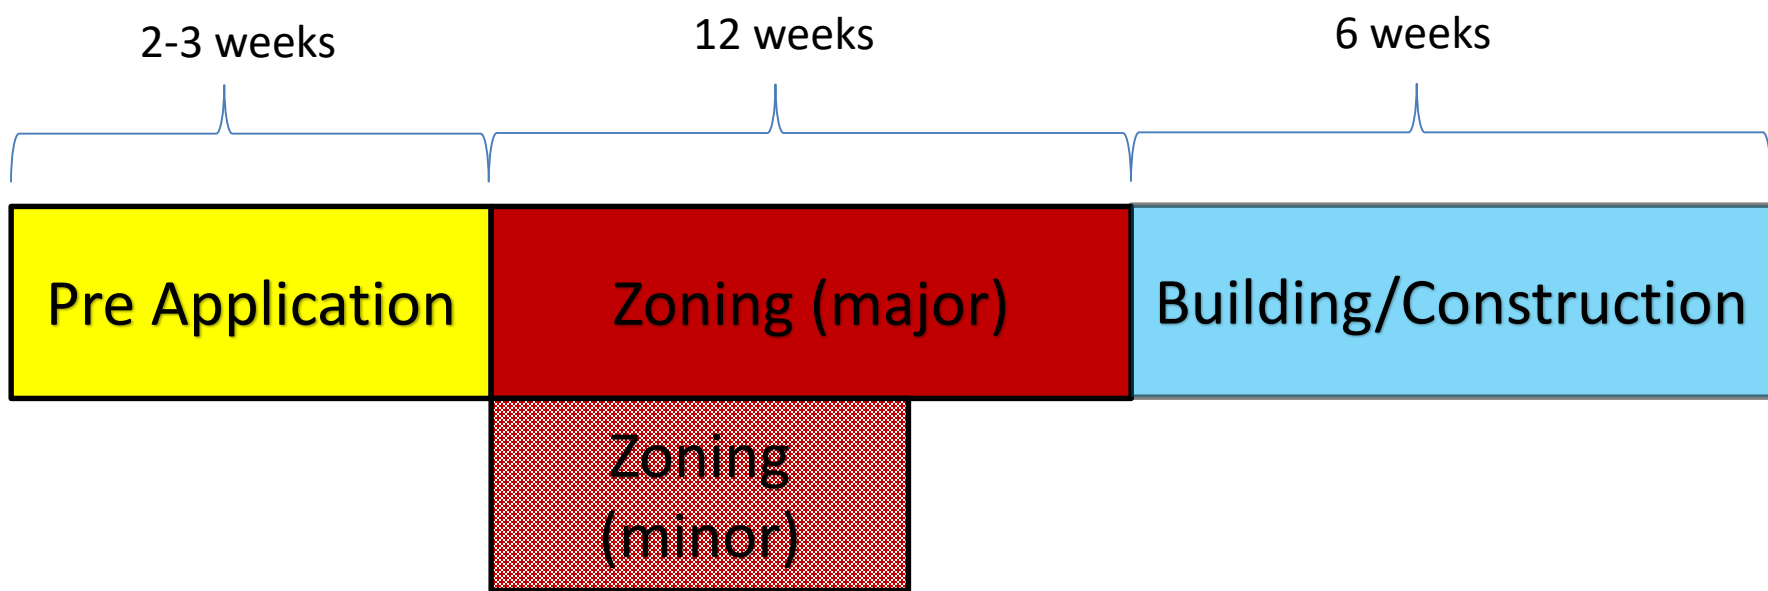 2-3 weeks
12 weeks
6 weeks
Pre Application
Zoning (major)
Building/Construction
Zoning
(minor)